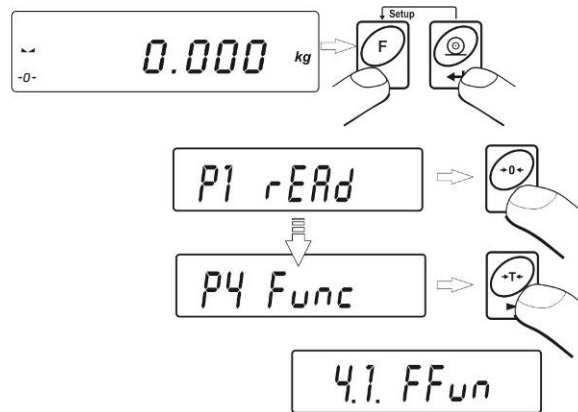 Setup
0.000 kg
-0-
F
P1 rEAd
→0←
P4 Func
→T←
4.1. FFun